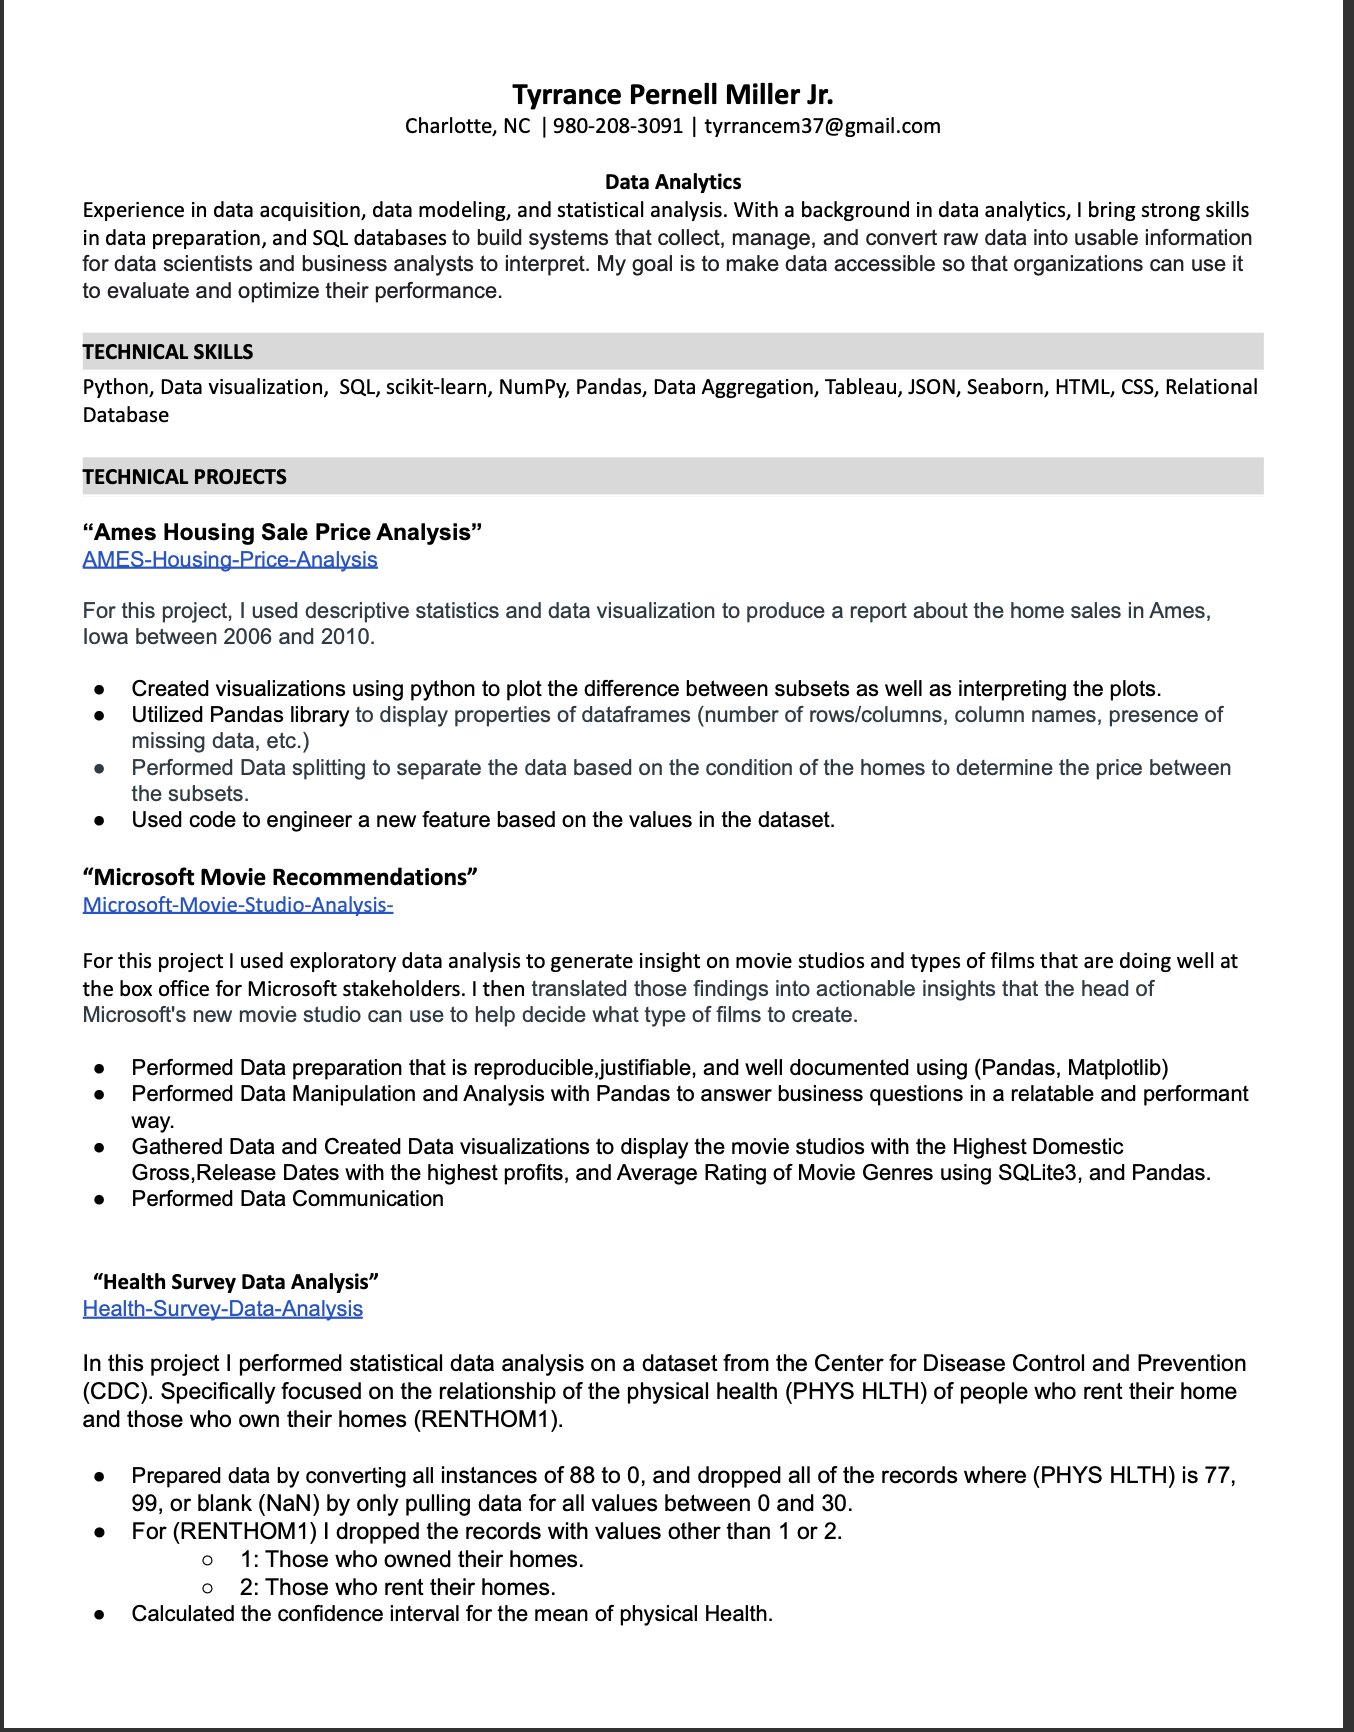 Tyrrance Pernell Miller Jr.
Charlotte, NC | 980-208-3091 | tyrrancem37@gmail.com
Data Analytics
Experience in data acquisition, data modeling, and statistical analysis. With a background in data analytics, I bring strong skills
in data preparation, and SQL databases to build systems that collect, manage, and convert raw data into usable information
for data scientists and business analysts to interpret. My goal is to make data accessible so that organizations can use it
to evaluate and optimize their performance.
TECHNICAL SKILLS
Python, Data visualization, SQL, scikit-learn, NumPy, Pandas, Data Aggregation, Tableau, JSON, Seaborn, HTML, CSS, Relational
Database
TECHNICAL PROJECTS
“Ames Housing Sale Price Analysis”
AMES-Housing-Price-Analysis
For this project, I used descriptive statistics and data visualization to produce a report about the home sales in Ames,
Iowa between 2006 and 2010.
● Created visualizations using python to plot the difference between subsets as well as interpreting the plots.
● Utilized Pandas library to display properties of dataframes (number of rows/columns, column names, presence of
missing data, etc.)
● Performed Data splitting to separate the data based on the condition of the homes to determine the price between
the subsets.
● Used code to engineer a new feature based on the values in the dataset.
“Microsoft Movie Recommendations”
Microsoft-Movie-Studio-Analysis-
For this project I used exploratory data analysis to generate insight on movie studios and types of films that are doing well at
the box office for Microsoft stakeholders. I then translated those findings into actionable insights that the head of
Microsoft's new movie studio can use to help decide what type of films to create.
● Performed Data preparation that is reproducible,justifiable, and well documented using (Pandas, Matplotlib)
● Performed Data Manipulation and Analysis with Pandas to answer business questions in a relatable and performant
way.
● Gathered Data and Created Data visualizations to display the movie studios with the Highest Domestic
Gross,Release Dates with the highest profits, and Average Rating of Movie Genres using SQLite3, and Pandas.
● Performed Data Communication
“Health Survey Data Analysis”
Health-Survey-Data-Analysis
In this project I performed statistical data analysis on a dataset from the Center for Disease Control and Prevention
(CDC). Specifically focused on the relationship of the physical health (PHYS HLTH) of people who rent their home
and those who own their homes (RENTHOM1).
● Prepared data by converting all instances of 88 to 0, and dropped all of the records where (PHYS HLTH) is 77,
99, or blank (NaN) by only pulling data for all values between 0 and 30.
● For (RENTHOM1) I dropped the records with values other than 1 or 2.
○ 1: Those who owned their homes.
○ 2: Those who rent their homes.
● Calculated the confidence interval for the mean of physical Health.